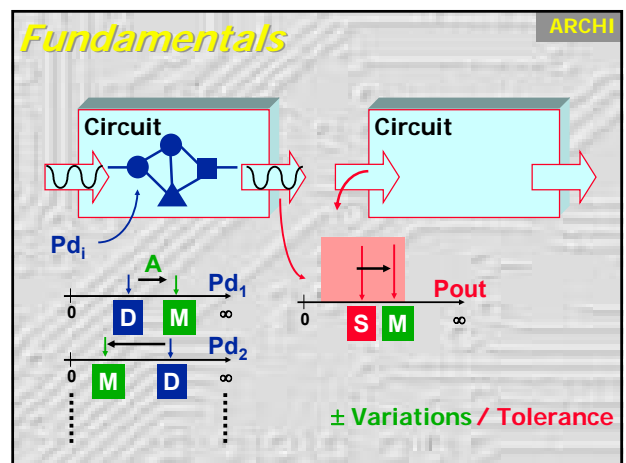 Fundamentals
ARCHI
Circuit
Circuit
Pdi
A
Pd1
0
D
M
∞
Pd2
0
M
D
∞
Pout
0
S
M
∞
± Variations / Tolerance